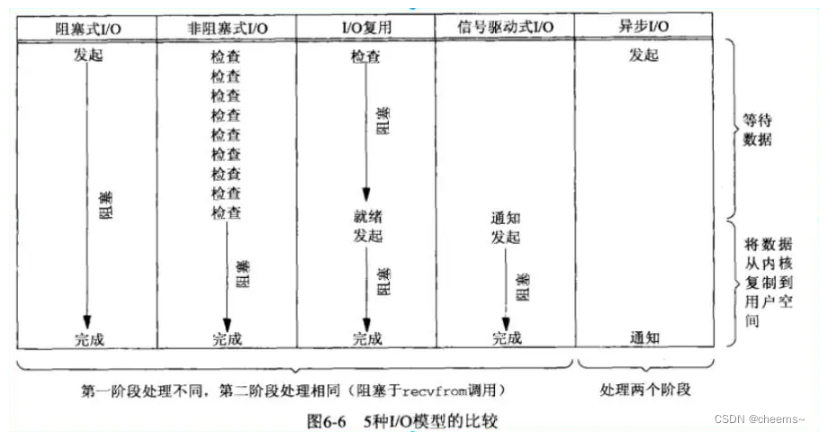 阻塞式I/O 非阻塞式I/O I/O复用 信号驱动式I/O 异步I/O
发起 检查 检查 发起
检查
检查
检查
检查
检查
检查
检查
检查 就绪 通知
发起 发起
阻塞
阻塞
阻塞
阻塞
阻塞
完成 完成 完成 完成 通知
等待
数据
将数据
从内核
复制到
用户空
间
第一阶段处理不同，第二阶段处理相同（阻塞于recvfrom调用） 处理两个阶段
图6-6 5种I/O模型的比较
CSDN @cheems~